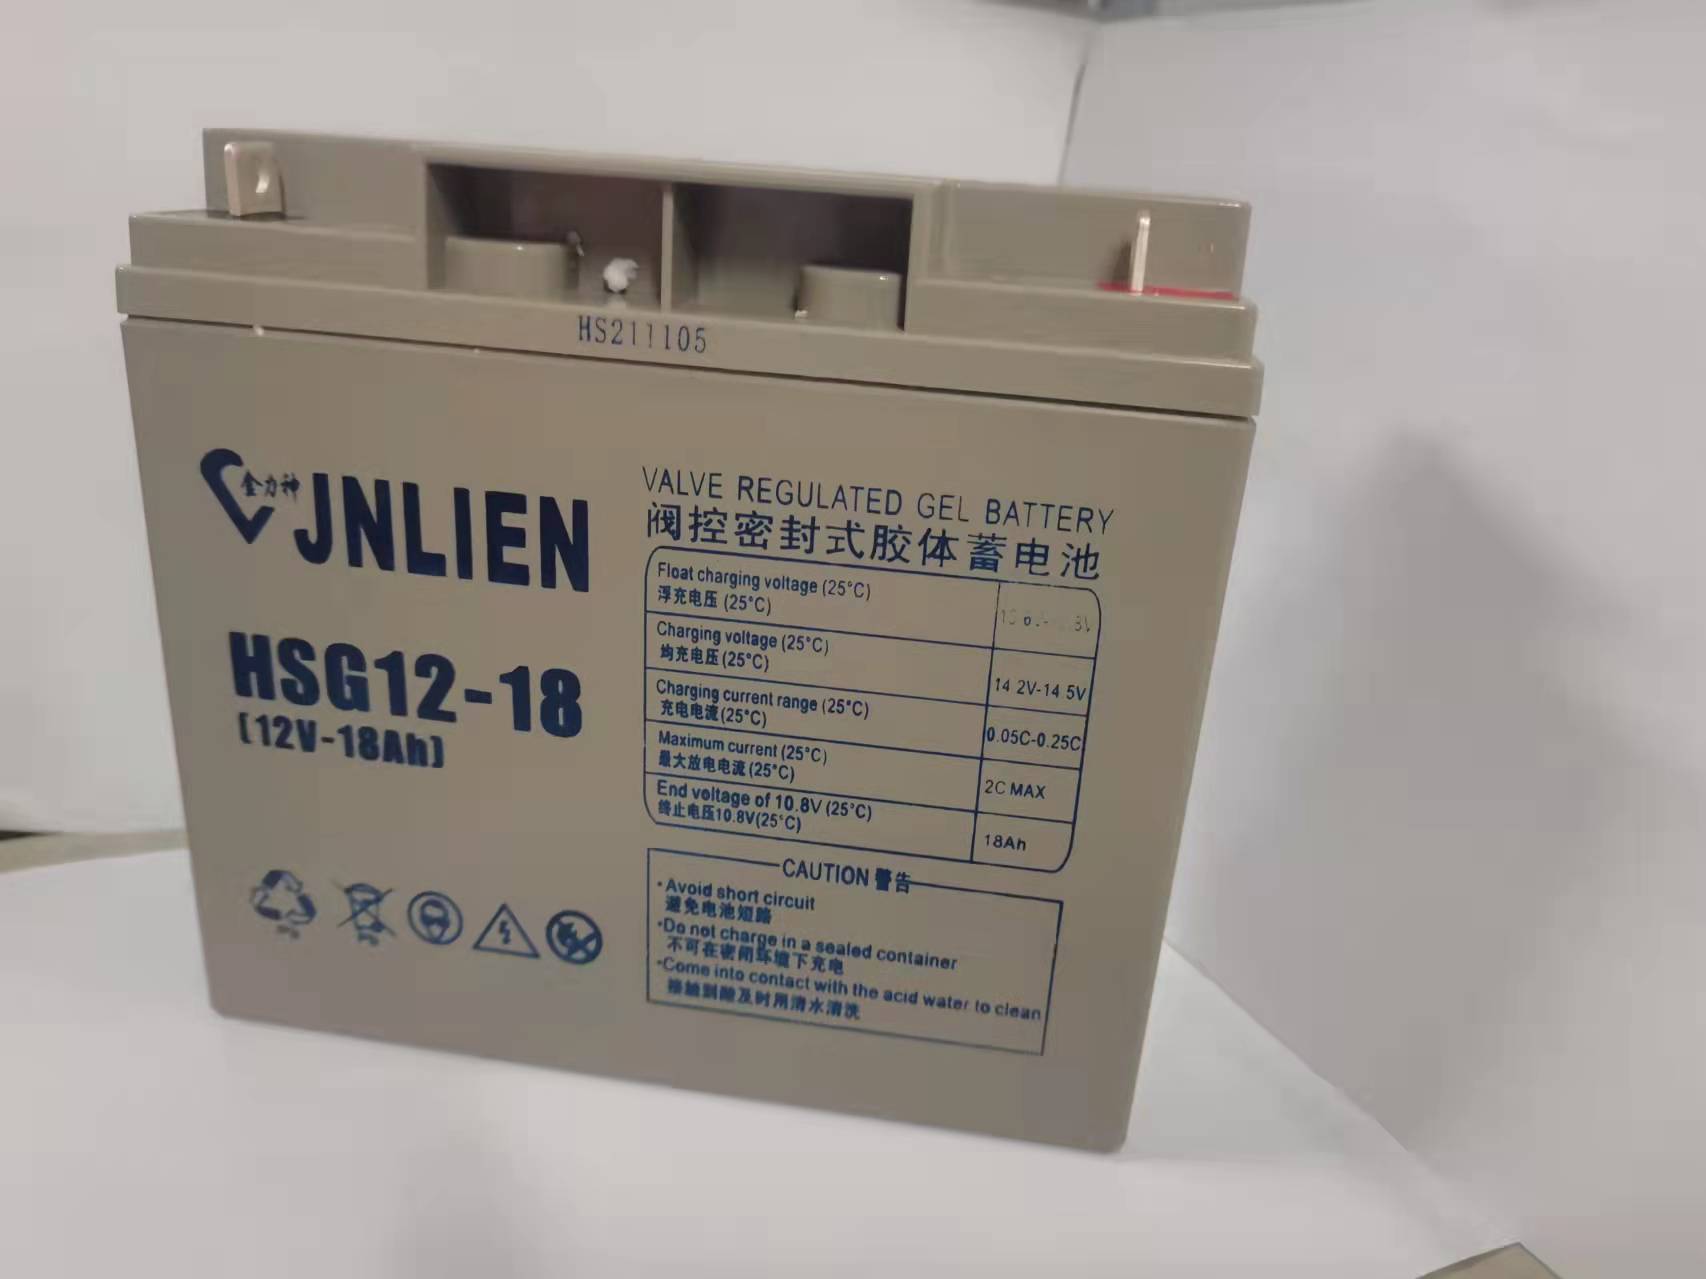 HS211105
金力神
JNLIEN
HSG12-18
[12V-18Ah]
VALVE REGULATED GEL BATTERY
阀控密封式胶体蓄电池
Float charging voltage (25°C)
浮充电压 (25°C)
Charging voltage (25°C)
均充电压 (25°C)
14.2V-14.5V
Charging current range (25°C)
充电电流 (25°C)
0.05C-0.25C
Maximum current (25°C)
最大放电电流 (25°C)
2C MAX
End voltage of 10.8V (25°C)
终止电压10.8V(25°C)
18Ah
CAUTION 警告
·Avoid short circuit
避免电池短路
·Do not charge in a sealed container
不可在密闭环境下充电
·Come into contact with the acid water to clean
接触到酸及时用清水清洗